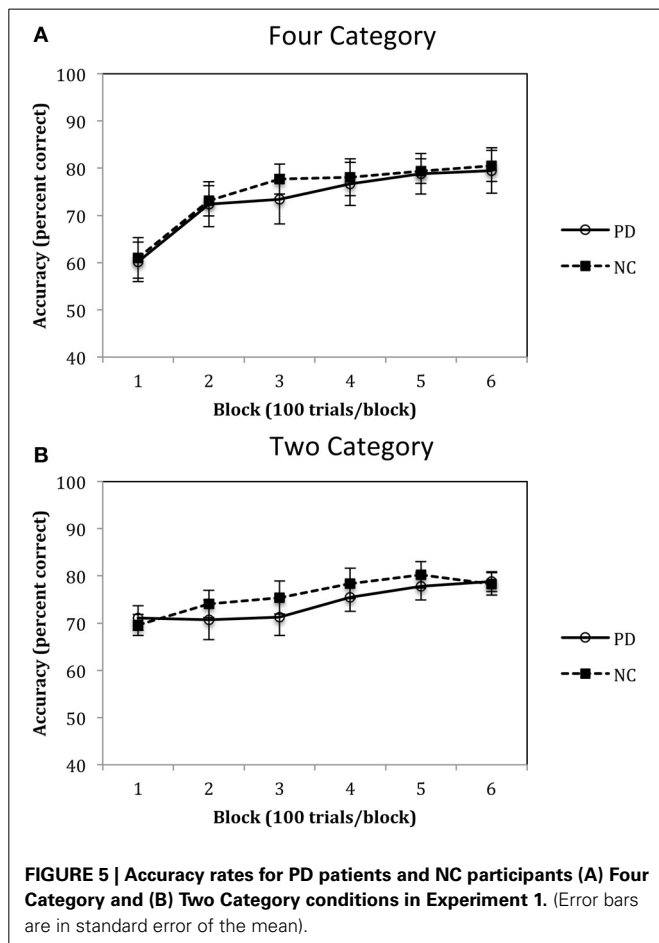 A
Four Category
Accuracy (percent correct)
100
90
80
70
60
50
40
1 2 3 4 5 6
Block (100 trials/block)
PD
NC
B
Two Category
Accuracy (percent correct)
100
90
80
70
60
50
40
1 2 3 4 5 6
Block (100 trials/block)
PD
NC
FIGURE 5 | Accuracy rates for PD patients and NC participants (A) Four
Category and (B) Two Category conditions in Experiment 1. (Error bars
are in standard error of the mean).